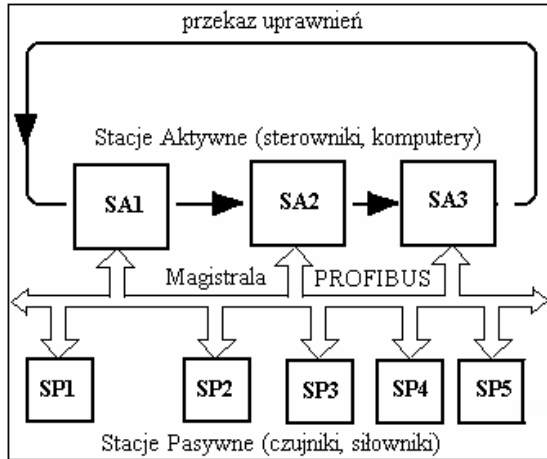 przekaz uprawnień
Stacje Aktywne (sterowniki, komputery)
SA1 SA2 SA3
Magistrala PROFIBUS
SP1 SP2 SP3 SP4 SP5
Stacje Pasywne (czujniki, siłowniki)